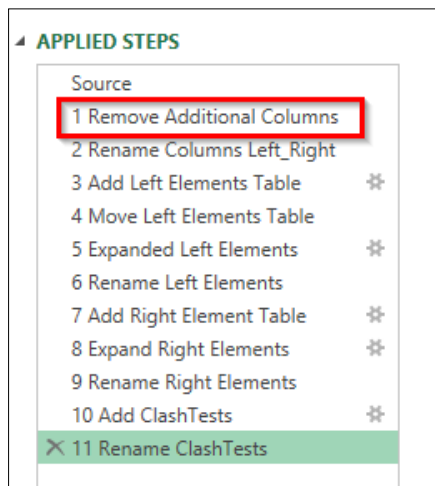 APPLIED STEPS
Source
1 Remove Additional Columns
2 Rename Columns Left_Right
3 Add Left Elements Table
4 Move Left Elements Table
5 Expanded Left Elements
6 Rename Left Elements
7 Add Right Element Table
8 Expand Right Elements
9 Rename Right Elements
10 Add ClashTests
11 Rename ClashTests